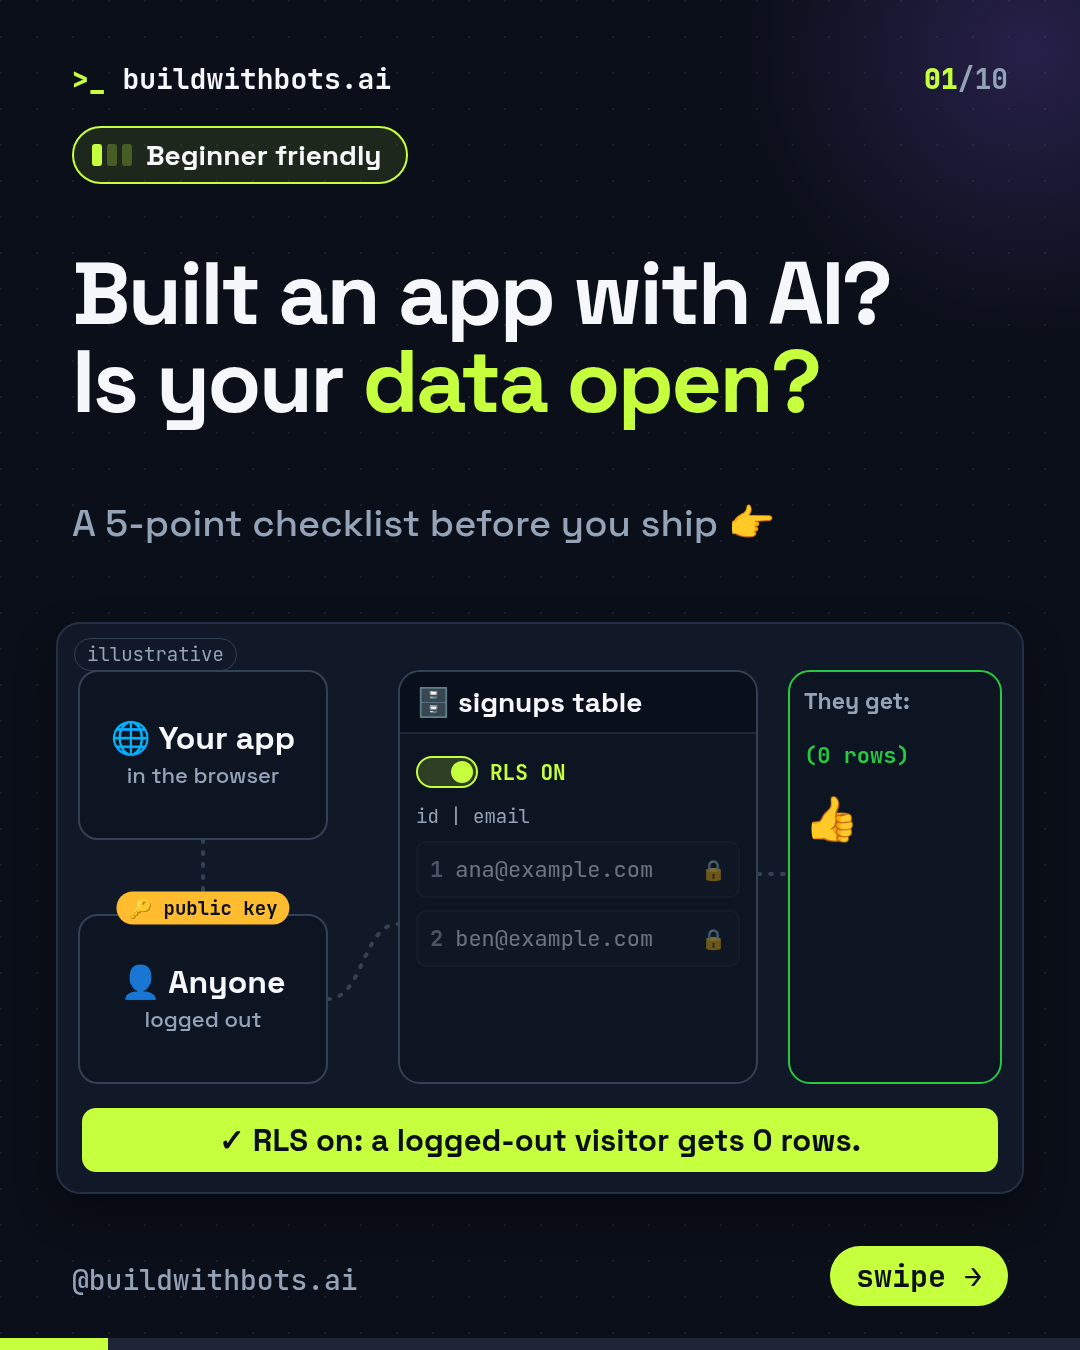 >_ buildwithbots.ai
01/10
Beginner friendly
Built an app with AI?
Is your data open?
A 5-point checklist before you ship 👉
illustrative
🌐 Your app
in the browser
🔑 public key
👤 Anyone
logged out
🗄️ signups table
RLS ON
id | email
1 ana@example.com 🔒
2 ben@example.com 🔒
They get:
(0 rows)
👍
✓ RLS on: a logged-out visitor gets 0 rows.
@buildwithbots.ai
swipe →